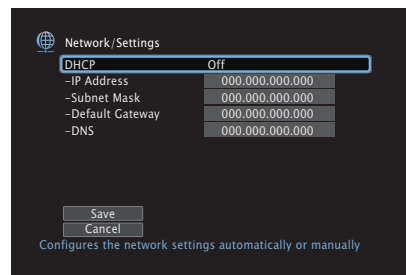 Network/Settings
DHCP Off
-IP Address 000.000.000.000
-Subnet Mask 000.000.000.000
-Default Gateway 000.000.000.000
-DNS 000.000.000.000
Save
Cancel
Configures the network settings automatically or manually